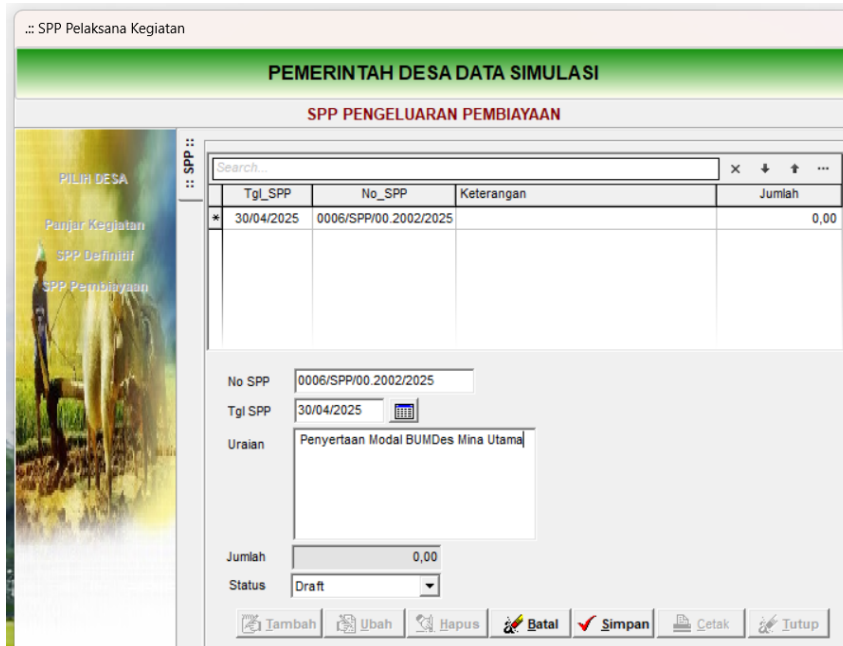 .:: SPP Pelaksana Kegiatan
PEMERINTAH DESA DATA SIMULASI
SPP PENGELUARAN PEMBIAYAAN
PILIH DESA
Panjar Kegiatan
SPP Definitif
SPP Pembiayaan
:: SPP ::
Search...
Tgl_SPP No_SPP Keterangan Jumlah
* 30/04/2025 0006/SPP/00.2002/2025 0,00
No SPP 0006/SPP/00.2002/2025
Tgl SPP 30/04/2025
Uraian Penyertaan Modal BUMDes Mina Utama
Jumlah 0,00
Status Draft
Tambah Ubah Hapus Batal Simpan Cetak Tutup